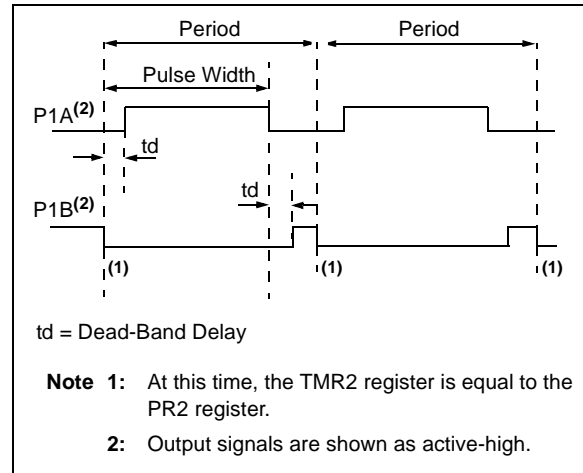 Period Period
Pulse Width
P1A(2)
td
td
P1B(2)
(1) (1) (1)
td = Dead-Band Delay
Note 1: At this time, the TMR2 register is equal to the
PR2 register.
2: Output signals are shown as active-high.